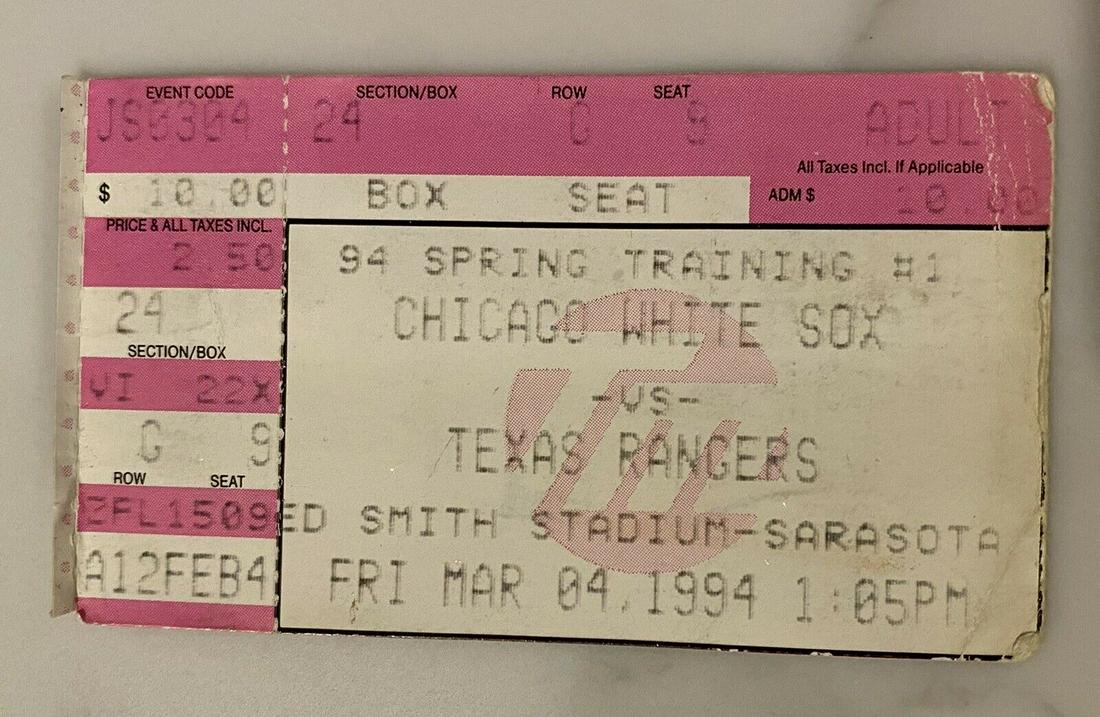 EVENT CODE SECTION/BOX ROW SEAT
JS0304 24 G 9 ADULT
All Taxes Incl. If Applicable
$ 10.00 BOX SEAT ADM $ 10.00
PRICE & ALL TAXES INCL.
2.50
94 SPRING TRAINING #1
24
CHICAGO WHITE SOX
SECTION/BOX
VI 22X
-VS-
G 9
TEXAS RANGERS
ROW SEAT
ZFL1509
ED SMITH STADIUM-SARASOTA
A12FEB4
FRI MAR 04,1994 1:05PM